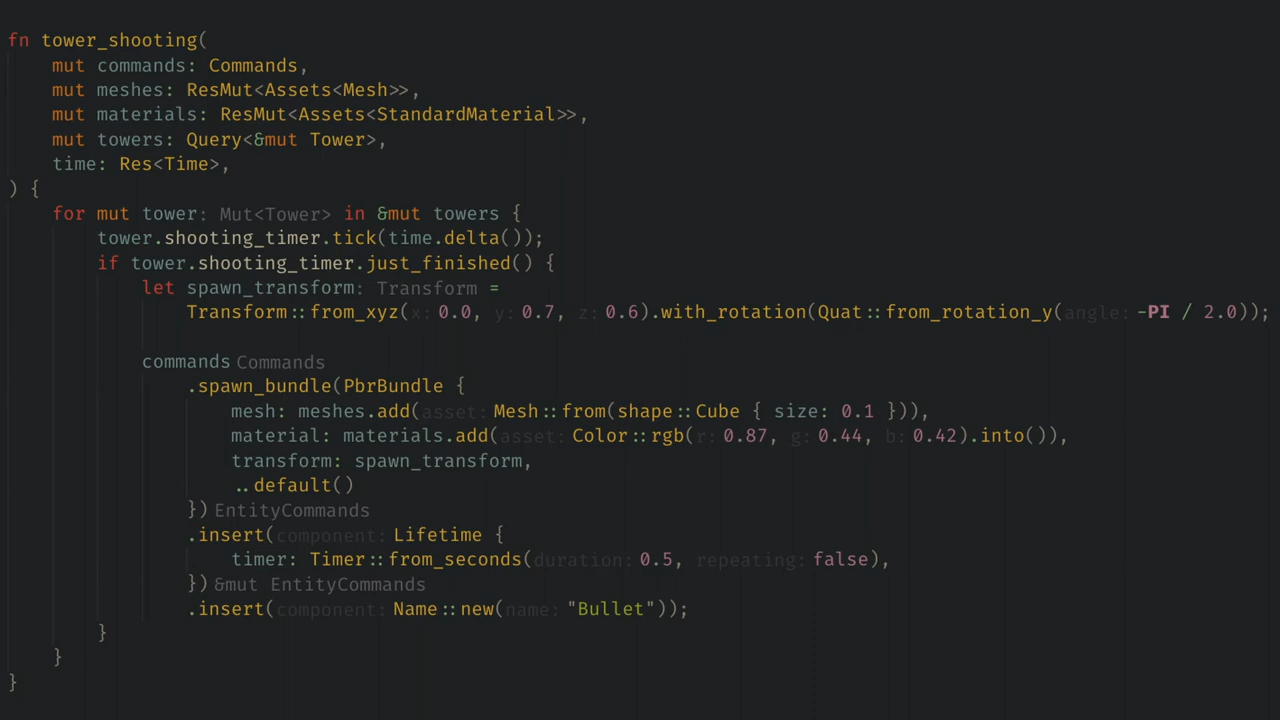 fn tower_shooting(
    mut commands: Commands,
    mut meshes: ResMut<Assets<Mesh>>,
    mut materials: ResMut<Assets<StandardMaterial>>,
    mut towers: Query<&mut Tower>,
    time: Res<Time>,
) {
    for mut tower: Mut<Tower> in &mut towers {
        tower.shooting_timer.tick(time.delta());
        if tower.shooting_timer.just_finished() {
            let spawn_transform: Transform =
                Transform::from_xyz(x: 0.0, y: 0.7, z: 0.6).with_rotation(Quat::from_rotation_y(angle: -PI / 2.0));

            commands Commands
                .spawn_bundle(PbrBundle {
                    mesh: meshes.add(asset: Mesh::from(shape::Cube { size: 0.1 })),
                    material: materials.add(asset: Color::rgb(r: 0.87, g: 0.44, b: 0.42).into()),
                    transform: spawn_transform,
                    ..default()
                }) EntityCommands
                .insert(component: Lifetime {
                    timer: Timer::from_seconds(duration: 0.5, repeating: false),
                }) &mut EntityCommands
                .insert(component: Name::new(name: "Bullet"));
        }
    }
}